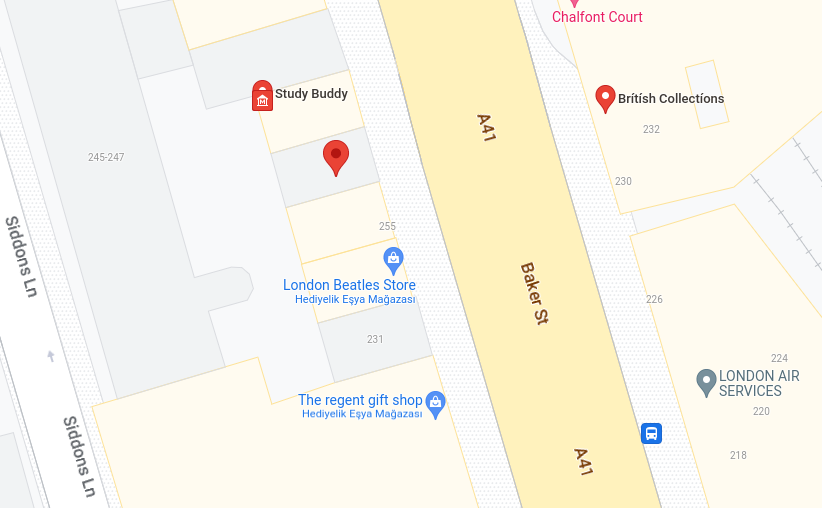 Chalfont Court
Study Buddy
Brítísh Collectíons
A41
232
245-247
230
Siddons Ln
255
London Beatles Store
Hediyelik Eşya Mağazası
Baker St
226
231
224
LONDON AIR
SERVICES
The regent gift shop
Hediyelik Eşya Mağazası
220
Siddons Ln
A41
218